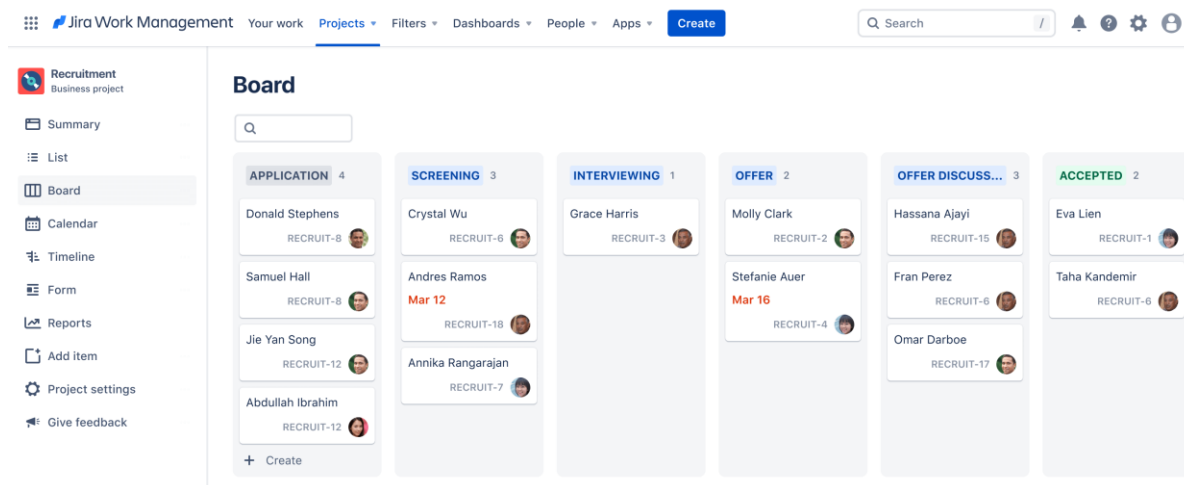 Jira Work Management Your work Projects Filters Dashboards People Apps Create Search /
Recruitment
Business project
Summary
List
Board
Calendar
Timeline
Form
Reports
Add item
Project settings
Give feedback
Board
APPLICATION 4
Donald Stephens
RECRUIT-8
Samuel Hall
RECRUIT-8
Jie Yan Song
RECRUIT-12
Abdullah Ibrahim
RECRUIT-12
+ Create
SCREENING 3
Crystal Wu
RECRUIT-6
Andres Ramos
Mar 12
RECRUIT-18
Annika Rangarajan
RECRUIT-7
INTERVIEWING 1
Grace Harris
RECRUIT-3
OFFER 2
Molly Clark
RECRUIT-2
Stefanie Auer
Mar 16
RECRUIT-4
OFFER DISCUSS... 3
Hassana Ajayi
RECRUIT-15
Fran Perez
RECRUIT-6
Omar Darboe
RECRUIT-17
ACCEPTED 2
Eva Lien
RECRUIT-1
Taha Kandemir
RECRUIT-6